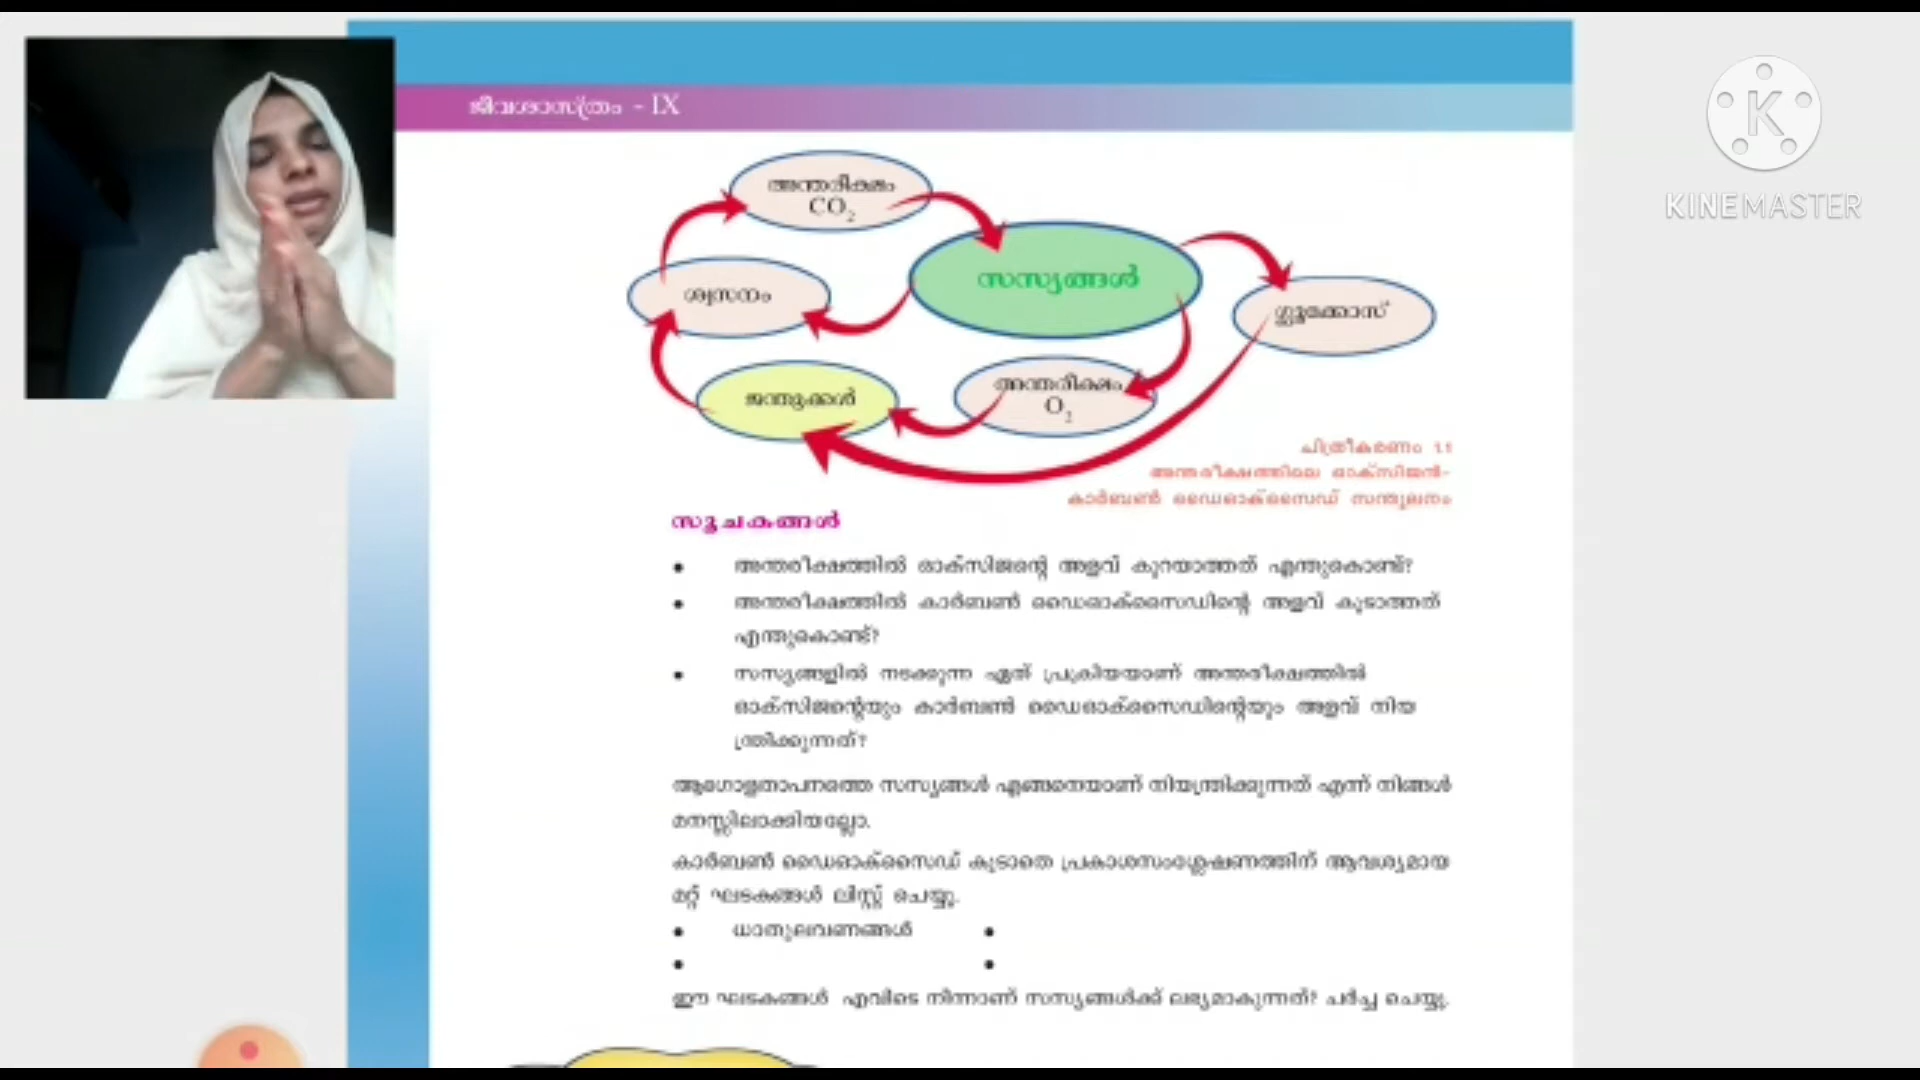 ജീവശാസ്ത്രം - IX
KINEMASTER
അന്തരീക്ഷം
CO2
സസ്യങ്ങൾ
ശ്വസനം
ഗ്ലൂക്കോസ്
ജന്തുക്കൾ
അന്തരീക്ഷം
O2
ചിത്രീകരണം 1.1
അന്തരീക്ഷത്തിലെ ഓക്സിജൻ-
കാർബൺ ഡൈഓക്സൈഡ് സന്തുലനം
സൂചകങ്ങൾ
• അന്തരീക്ഷത്തിൽ ഓക്സിജന്റെ അളവ് കുറയാത്തത് എന്തുകൊണ്ട്?
• അന്തരീക്ഷത്തിൽ കാർബൺ ഡൈഓക്സൈഡിന്റെ അളവ് കൂടാത്തത്
എന്തുകൊണ്ട്?
• സസ്യങ്ങളിൽ നടക്കുന്ന ഏത് പ്രക്രിയയാണ് അന്തരീക്ഷത്തിൽ
ഓക്സിജന്റെയും കാർബൺ ഡൈഓക്സൈഡിന്റെയും അളവ് നിയ
ന്ത്രിക്കുന്നത്?
ആഗോളതാപനത്തെ സസ്യങ്ങൾ എങ്ങനെയാണ് നിയന്ത്രിക്കുന്നത് എന്ന് നിങ്ങൾ
മനസ്സിലാക്കിയല്ലോ.
കാർബൺ ഡൈഓക്സൈഡ് കൂടാതെ പ്രകാശസംശ്ലേഷണത്തിന് ആവശ്യമായ
മറ്റ് ഘടകങ്ങൾ ലിസ്റ്റ് ചെയ്യൂ.
• ധാതുലവണങ്ങൾ •
• •
ഈ ഘടകങ്ങൾ എവിടെ നിന്നാണ് സസ്യങ്ങൾക്ക് ലഭ്യമാകുന്നത്? ചർച്ച ചെയ്യൂ.